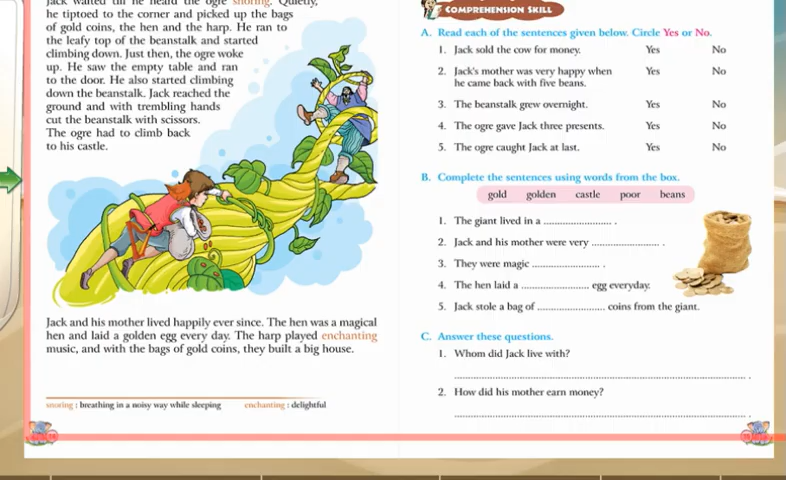 Jack waited till he heard the ogre snoring. Quietly,
he tiptoed to the corner and picked up the bags
of gold coins, the hen and the harp. He ran to
the leafy top of the beanstalk and started
climbing down. Just then, the ogre woke
up. He saw the empty table and ran
to the door. He also started climbing
down the beanstalk. Jack reached the
ground and with trembling hands
cut the beanstalk with scissors.
The ogre had to climb back
to his castle.
Jack and his mother lived happily ever since. The hen was a magical
hen and laid a golden egg every day. The harp played enchanting
music, and with the bags of gold coins, they built a big house.
snoring : breathing in a noisy way while sleeping enchanting : delightful
COMPREHENSION SKILL
A. Read each of the sentences given below. Circle Yes or No.
1. Jack sold the cow for money. Yes No
2. Jack's mother was very happy when Yes No
he came back with five beans.
3. The beanstalk grew overnight. Yes No
4. The ogre gave Jack three presents. Yes No
5. The ogre caught Jack at last. Yes No
B. Complete the sentences using words from the box.
gold golden castle poor beans
1. The giant lived in a ........................ .
2. Jack and his mother were very ........................ .
3. They were magic ........................ .
4. The hen laid a ........................ egg everyday.
5. Jack stole a bag of ........................ coins from the giant.
C. Answer these questions.
1. Whom did Jack live with?
2. How did his mother earn money?